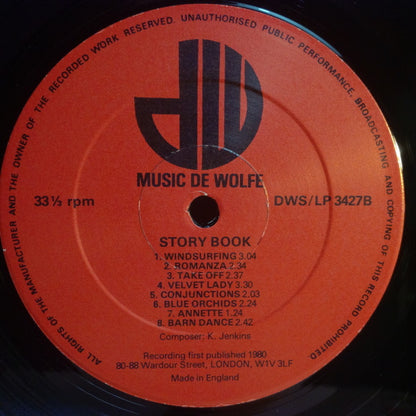 ALL RIGHTS OF THE MANUFACTURER AND THE OWNER OF THE RECORDED WORK RESERVED UNAUTHORISED PUBLIC PERFORMANCE, BROADCASTING AND COPYING OF THIS RECORD PROHIBITED
dw
MUSIC DE WOLFE
33⅓ rpm
DWS/LP 3427B
STORY BOOK
1. WINDSURFING 3.04
2. ROMANZA 2.34
3. TAKE OFF 2.37
4. VELVET LADY 3.30
5. CONJUNCTIONS 2.03
6. BLUE ORCHIDS 2.24
7. ANNETTE 1.24
8. BARN DANCE 2.42
Composer: K. Jenkins
Recording first published 1980
80-88 Wardour Street, LONDON, W1V 3LF
Made in England